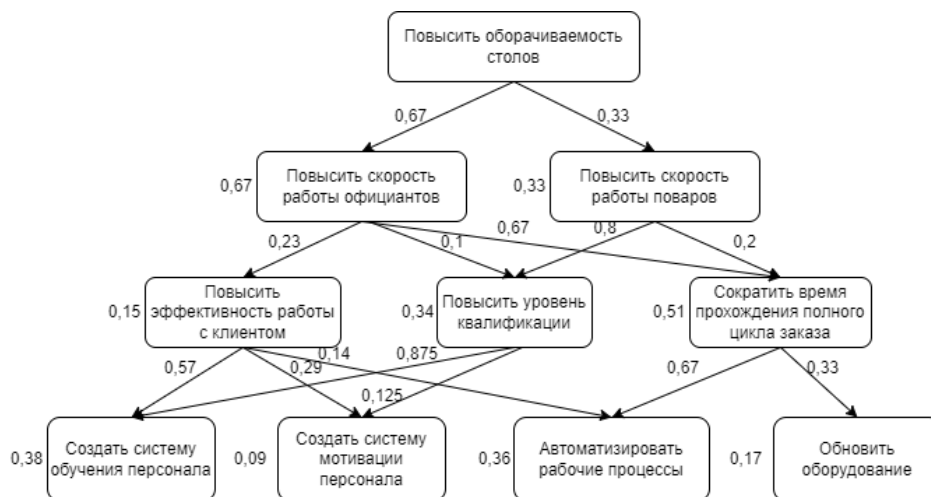 Повысить оборачиваемость
столов
0,67
0,33
0,67
Повысить скорость
работы официантов
0,33
Повысить скорость
работы поваров
0,23
0,1
0,67
0,8
0,2
0,15
Повысить
эффективность работы
с клиентом
0,34
Повысить уровень
квалификации
0,51
Сократить время
прохождения полного
цикла заказа
0,57
0,29
0,14
0,875
0,125
0,67
0,33
0,38
Создать систему
обучения персонала
0,09
Создать систему
мотивации
персонала
0,36
Автоматизировать
рабочие процессы
0,17
Обновить
оборудование